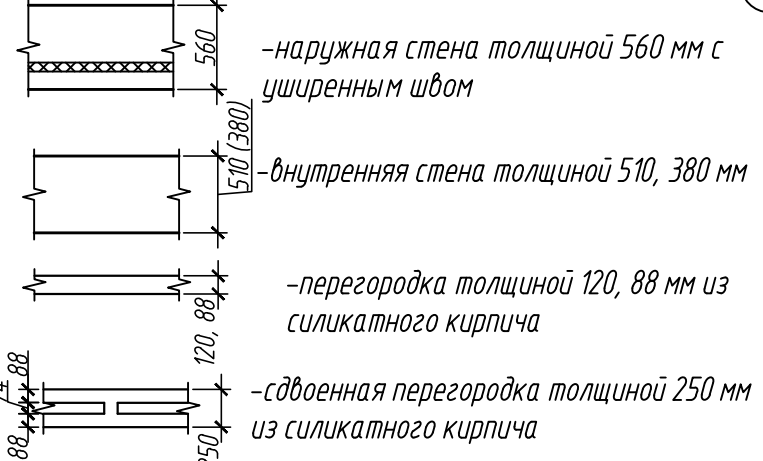 560
-наружная стена толщиной 560 мм с
уширенным швом
510 (380)
-внутренняя стена толщиной 510, 380 мм
120, 88
-перегородка толщиной 120, 88 мм из
силикатного кирпича
88
88
250
-сдвоенная перегородка толщиной 250 мм
из силикатного кирпича